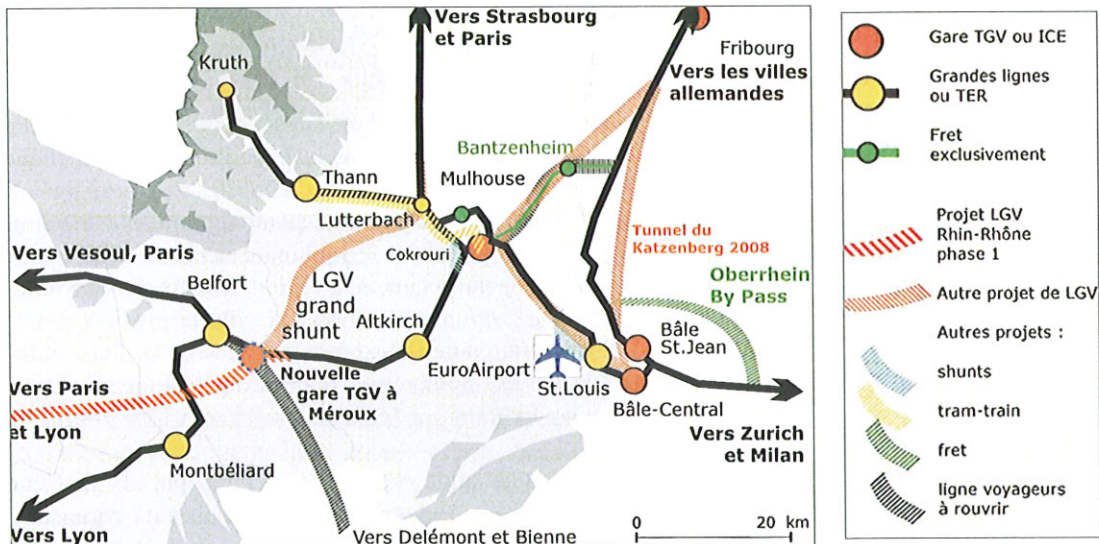 Vers Strasbourg
et Paris
Kruth
Fribourg
Vers les villes
allemandes
Bantzenheim
Thann
Mulhouse
Lutterbach
Tunnel du
Katzenberg 2008
Cokrouri
Vers Vesoul, Paris
Belfort
LGV
grand
shunt
Oberrhein
By Pass
Altkirch
Bâle
St.Jean
EuroAirport
Nouvelle
gare TGV à
Méroux
St.Louis
Vers Paris
et Lyon
Bâle-Central
Montbéliard
Vers Zurich
et Milan
Vers Lyon
Vers Delémont et Bienne
0 20 km
Gare TGV ou ICE
Grandes lignes
ou TER
Fret
exclusivement
Projet LGV
Rhin-Rhône
phase 1
Autre projet de LGV
Autres projets :
shunts
tram-train
fret
ligne voyageurs
à rouvrir